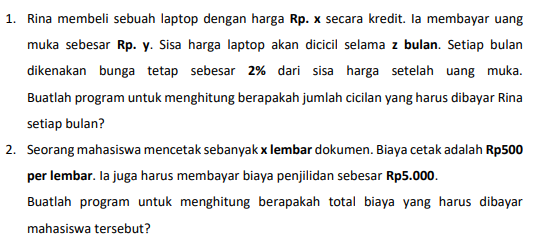 1. Rina membeli sebuah laptop dengan harga Rp. x secara kredit. Ia membayar uang
muka sebesar Rp. y. Sisa harga laptop akan dicicil selama z bulan. Setiap bulan
dikenakan bunga tetap sebesar 2% dari sisa harga setelah uang muka.
Buatlah program untuk menghitung berapakah jumlah cicilan yang harus dibayar Rina
setiap bulan?
2. Seorang mahasiswa mencetak sebanyak x lembar dokumen. Biaya cetak adalah Rp500
per lembar. Ia juga harus membayar biaya penjilidan sebesar Rp5.000.
Buatlah program untuk menghitung berapakah total biaya yang harus dibayar
mahasiswa tersebut?